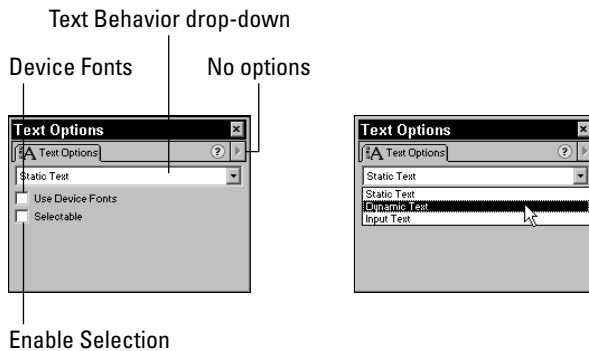 Text Behavior drop-down
Device Fonts
No options
Text Options
Text Options
?
Static Text
Use Device Fonts
Selectable
Enable Selection
Text Options
Text Options
?
Static Text
Static Text
Dynamic Text
Input Text